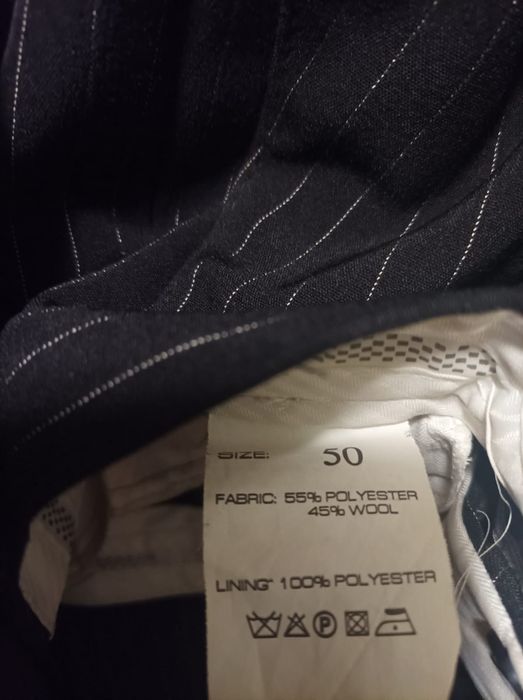 SIZE: 50
FABRIC: 55% POLYESTER
45% WOOL
LINING 100% POLYESTER
P